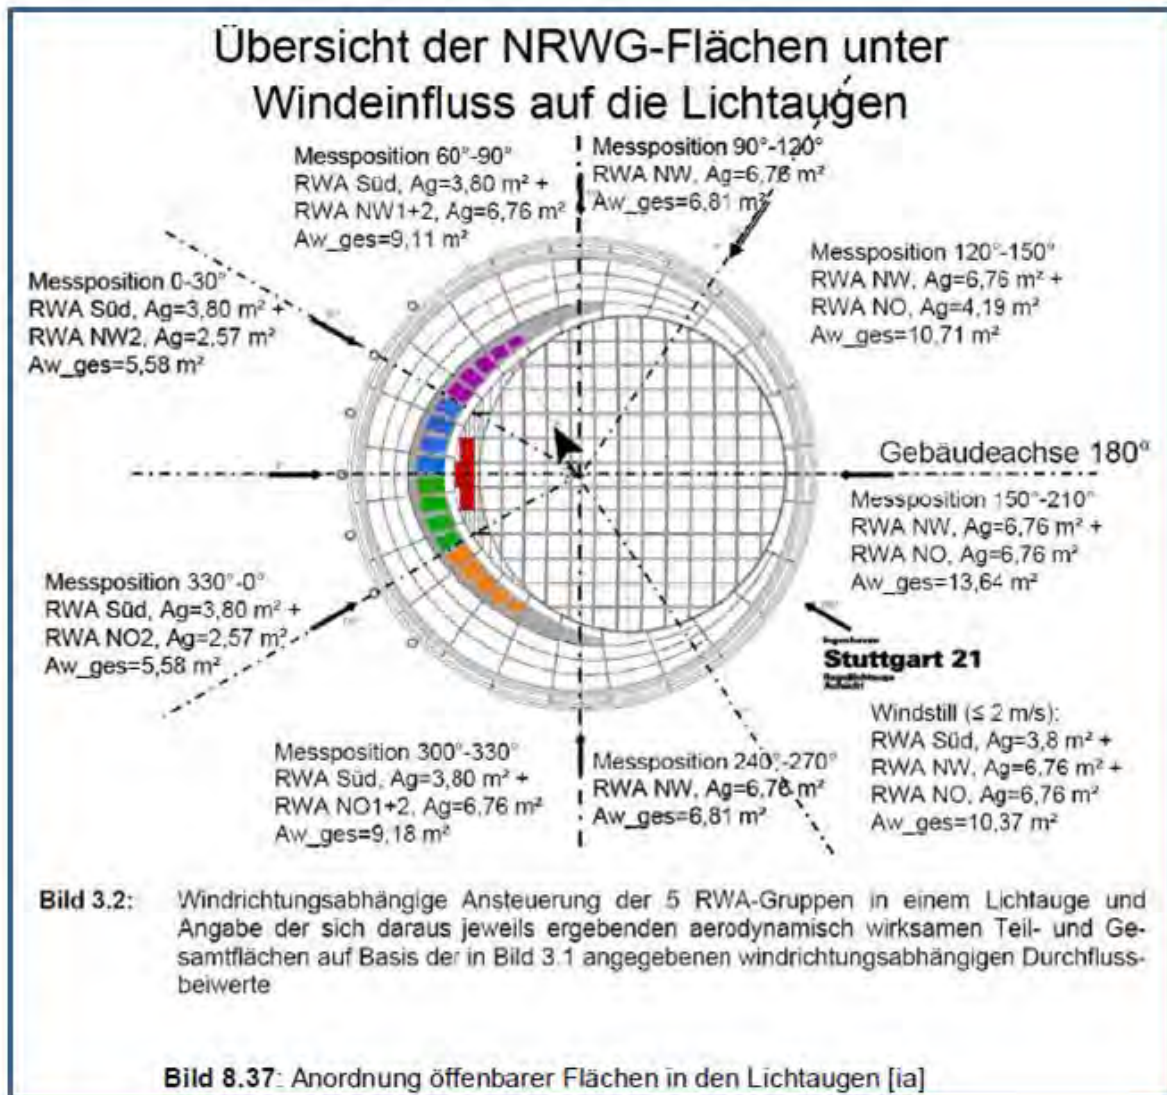 Übersicht der NRWG-Flächen unter
Windeinfluss auf die Lichtaugen
Messposition 60°-90°
RWA Süd, Ag=3,80 m² +
RWA NW1+2, Ag=6,76 m²
Aw_ges=9,11 m²
Messposition 90°-120°
RWA NW, Ag=6,76 m²
Aw_ges=6,81 m²
Messposition 0-30°
RWA Süd, Ag=3,80 m² +
RWA NW2, Ag=2,57 m²
Aw_ges=5,58 m²
Messposition 120°-150°
RWA NW, Ag=6,76 m² +
RWA NO, Ag=4,19 m²
Aw_ges=10,71 m²
Gebäudeachse 180°
Messposition 150°-210°
RWA NW, Ag=6,76 m² +
RWA NO, Ag=6,76 m²
Aw_ges=13,64 m²
Messposition 330°-0°
RWA Süd, Ag=3,80 m² +
RWA NO2, Ag=2,57 m²
Aw_ges=5,58 m²
Stuttgart 21
Messposition 300°-330°
RWA Süd, Ag=3,80 m² +
RWA NO1+2, Ag=6,76 m²
Aw_ges=9,18 m²
Messposition 240°-270°
RWA NW, Ag=6,76 m²
Aw_ges=6,81 m²
Windstill (≤ 2 m/s):
RWA Süd, Ag=3,8 m² +
RWA NW, Ag=6,76 m² +
RWA NO, Ag=6,76 m²
Aw_ges=10,37 m²
Bild 3.2: Windrichtungsabhängige Ansteuerung der 5 RWA-Gruppen in einem Lichtauge und
Angabe der sich daraus jeweils ergebenden aerodynamisch wirksamen Teil- und Ge-
samtflächen auf Basis der in Bild 3.1 angegebenen windrichtungsabhängigen Durchfluss-
beiwerte
Bild 8.37: Anordnung öffenbarer Flächen in den Lichtaugen [ia]